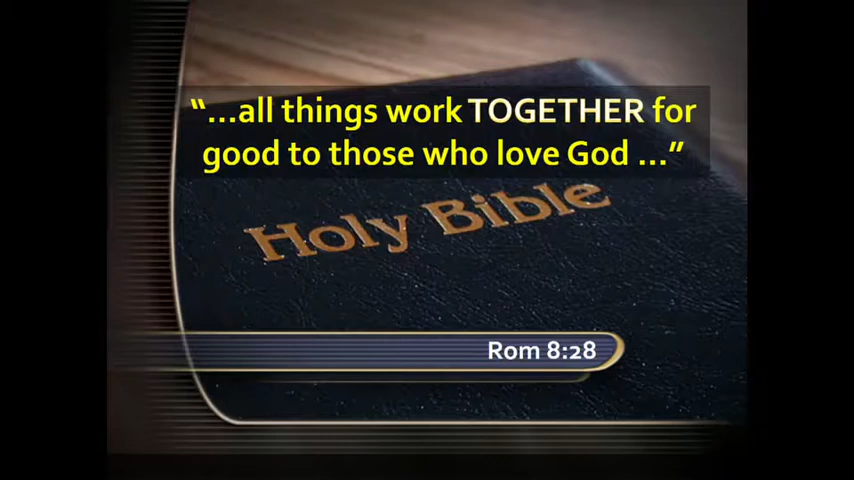 “...all things work TOGETHER for
good to those who love God ...”
Holy Bible
Rom 8:28